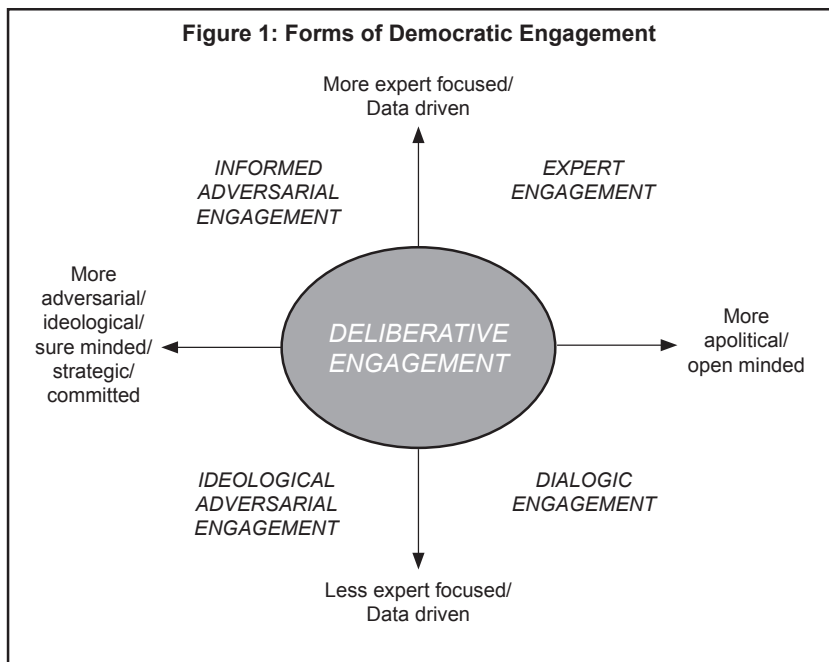 Figure 1: Forms of Democratic Engagement
More expert focused/
Data driven
INFORMED
ADVERSARIAL
ENGAGEMENT
EXPERT
ENGAGEMENT
More
adversarial/
ideological/
sure minded/
strategic/
committed
DELIBERATIVE
ENGAGEMENT
More
apolitical/
open minded
IDEOLOGICAL
ADVERSARIAL
ENGAGEMENT
DIALOGIC
ENGAGEMENT
Less expert focused/
Data driven